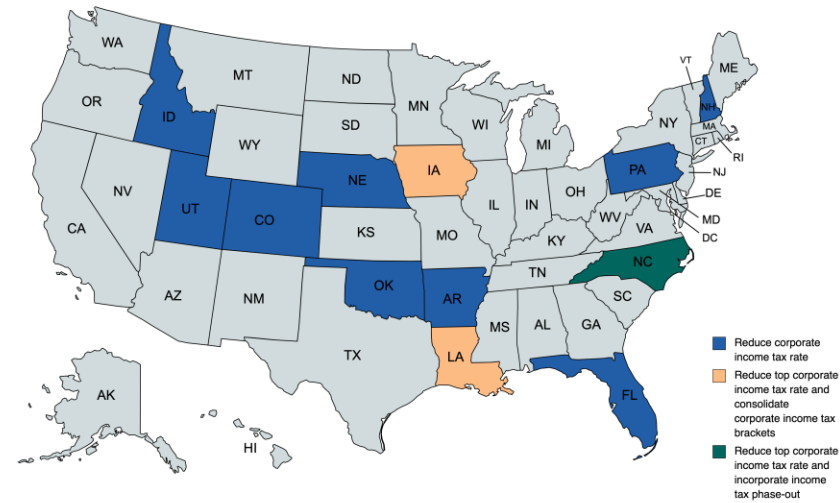 WA
MT
ND
MN
VT
ME
OR
ID
WY
SD
WI
MI
NY
NH
MA
CT
RI
NV
UT
CO
NE
IA
IL
IN
OH
PA
NJ
DE
MD
DC
CA
KS
MO
KY
WV
VA
AZ
NM
OK
AR
TN
NC
SC
TX
LA
MS
AL
GA
FL
AK
HI
Reduce corporate
income tax rate
Reduce top corporate
income tax rate and
consolidate
corporate income tax
brackets
Reduce top corporate
income tax rate and
incorporate income
tax phase-out